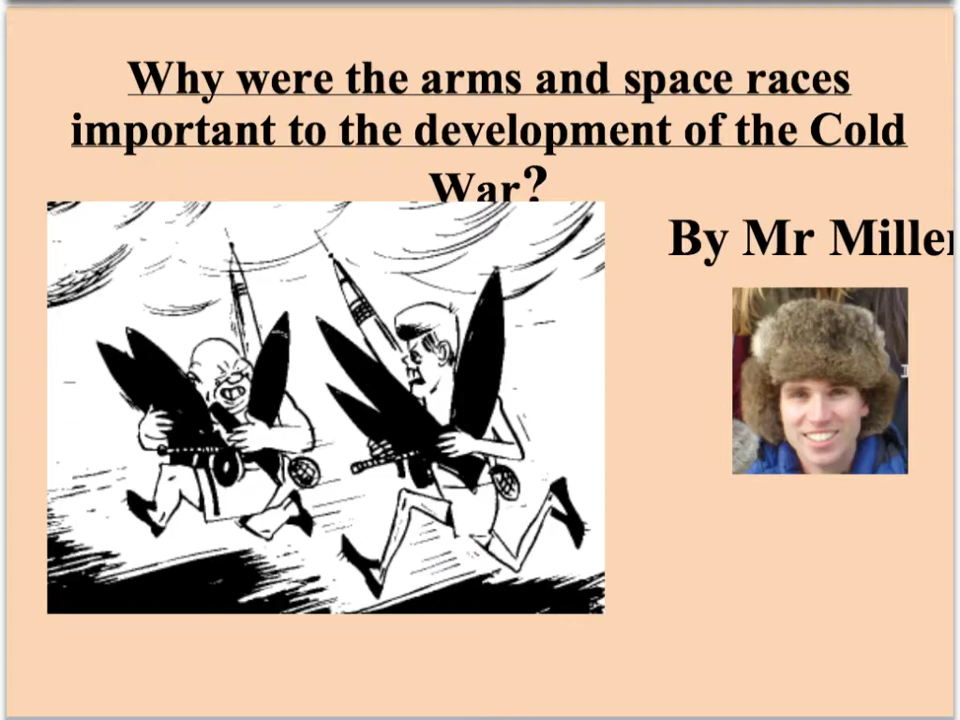 Why were the arms and space races
important to the development of the Cold
War?
By Mr Miller